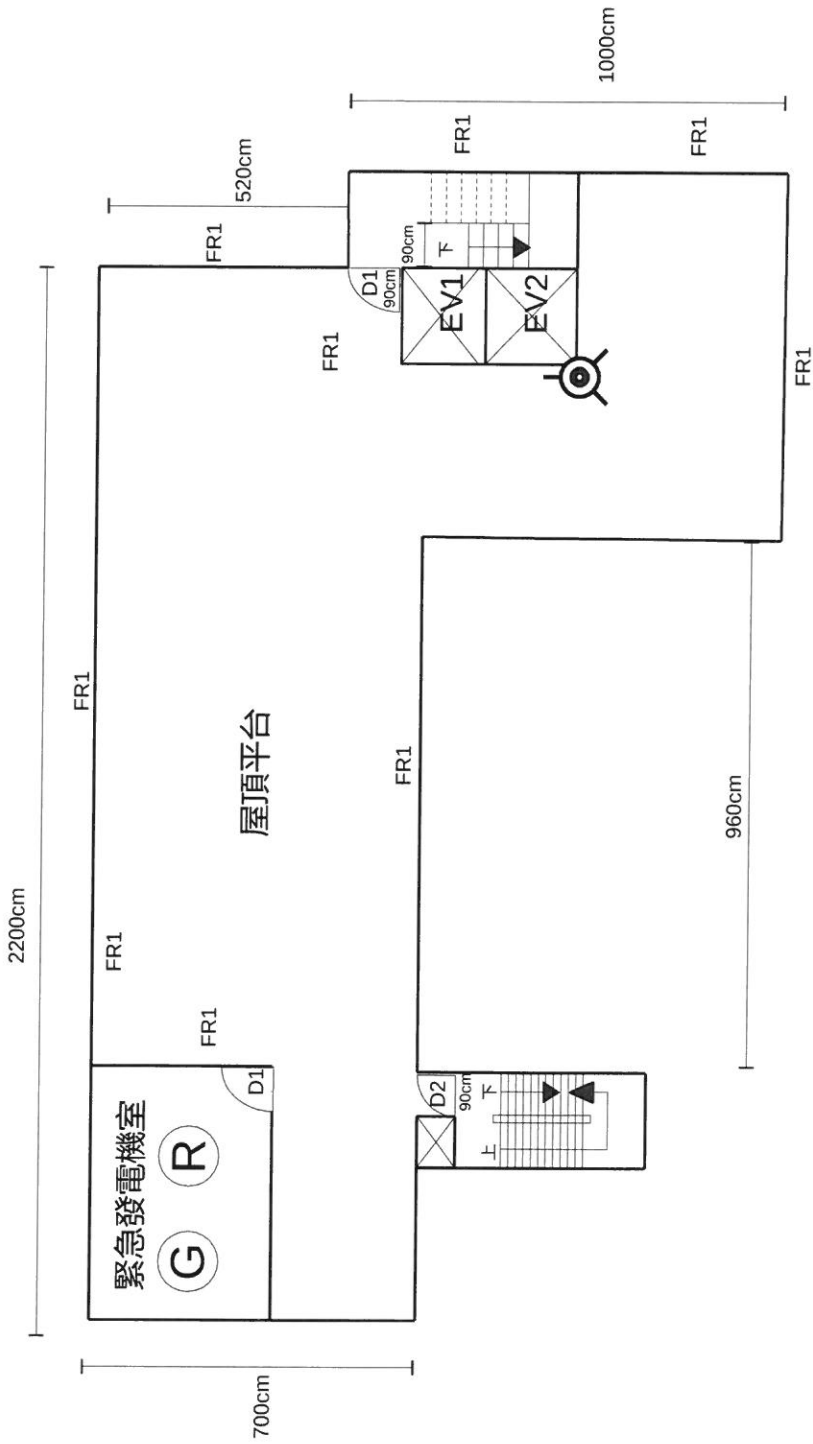 2200cm
700cm
520cm
1000cm
960cm
緊急發電機室
G
R
D1
FR1
FR1
FR1
屋頂平台
FR1
FR1
FR1
D1
90cm
90cm
下
EV1
EV2
FR1
FR1
FR1
D2
90cm
上
下